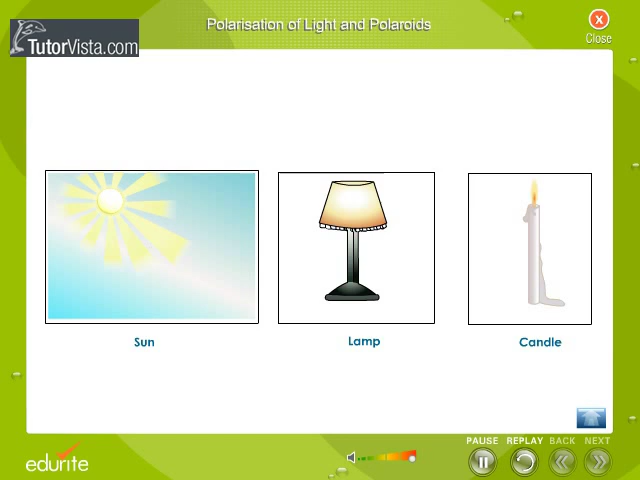 Polarisation of Light and Polaroids
X
Close
TutorVista.com
Sun
Lamp
Candle
PAUSE REPLAY BACK NEXT
edurite